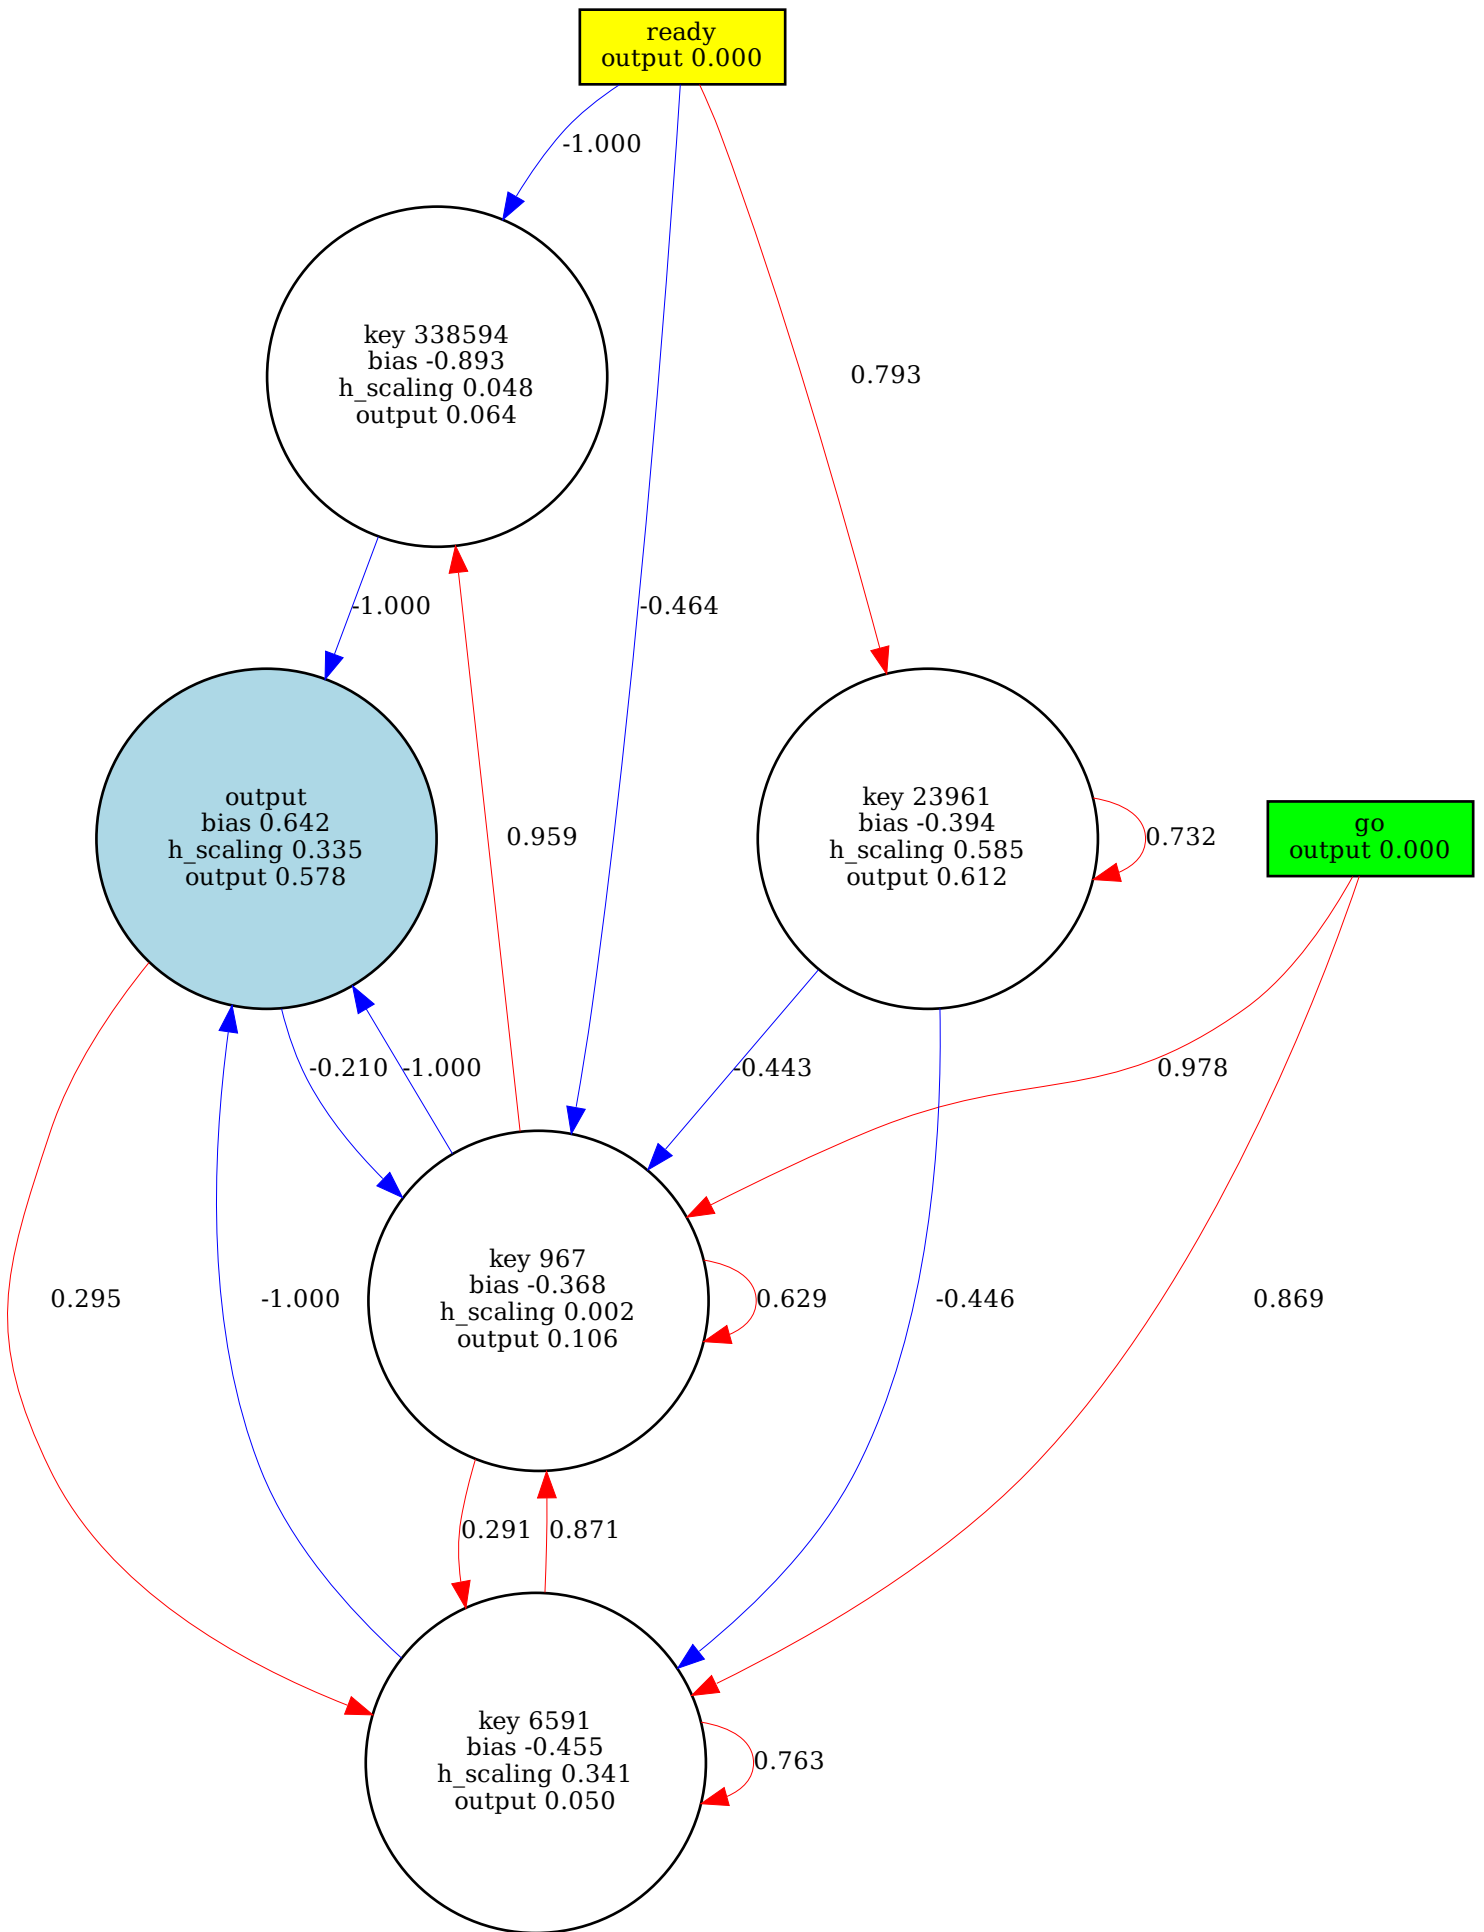 ready
output 0.000
-1.000
key 338594
bias -0.893
h_scaling 0.048
output 0.064
0.793
-1.000
-0.464
output
bias 0.642
h_scaling 0.335
output 0.578
0.959
key 23961
bias -0.394
h_scaling 0.585
output 0.612
0.732
go
output 0.000
-0.210
-1.000
-0.443
0.978
0.295
-1.000
key 967
bias -0.368
h_scaling 0.002
output 0.106
0.629
-0.446
0.869
0.291
0.871
key 6591
bias -0.455
h_scaling 0.341
output 0.050
0.763